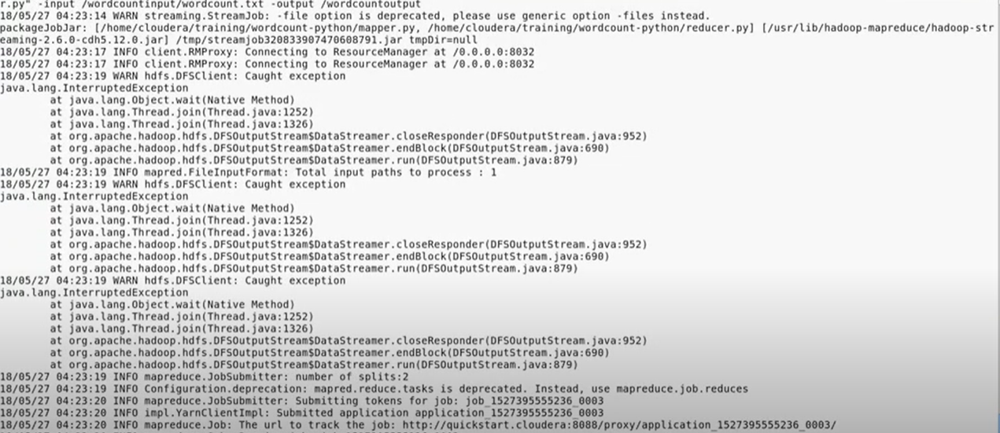 r.py" -input /wordcountinput/wordcount.txt -output /wordcountoutput
18/05/27 04:23:14 WARN streaming.StreamJob: -file option is deprecated, please use generic option -files instead.
packageJobJar: [/home/cloudera/training/wordcount-python/mapper.py, /home/cloudera/training/wordcount-python/reducer.py] [/usr/lib/hadoop-mapreduce/hadoop-str
eaming-2.6.0-cdh5.12.0.jar] /tmp/streamjob3208339074706608791.jar tmpDir=null
18/05/27 04:23:17 INFO client.RMProxy: Connecting to ResourceManager at /0.0.0.0:8032
18/05/27 04:23:17 INFO client.RMProxy: Connecting to ResourceManager at /0.0.0.0:8032
18/05/27 04:23:19 WARN hdfs.DFSClient: Caught exception
java.lang.InterruptedException
at java.lang.Object.wait(Native Method)
at java.lang.Thread.join(Thread.java:1252)
at java.lang.Thread.join(Thread.java:1326)
at org.apache.hadoop.hdfs.DFSOutputStream$DataStreamer.closeResponder(DFSOutputStream.java:952)
at org.apache.hadoop.hdfs.DFSOutputStream$DataStreamer.endBlock(DFSOutputStream.java:690)
at org.apache.hadoop.hdfs.DFSOutputStream$DataStreamer.run(DFSOutputStream.java:879)
18/05/27 04:23:19 INFO mapred.FileInputFormat: Total input paths to process : 1
18/05/27 04:23:19 WARN hdfs.DFSClient: Caught exception
java.lang.InterruptedException
at java.lang.Object.wait(Native Method)
at java.lang.Thread.join(Thread.java:1252)
at java.lang.Thread.join(Thread.java:1326)
at org.apache.hadoop.hdfs.DFSOutputStream$DataStreamer.closeResponder(DFSOutputStream.java:952)
at org.apache.hadoop.hdfs.DFSOutputStream$DataStreamer.endBlock(DFSOutputStream.java:690)
at org.apache.hadoop.hdfs.DFSOutputStream$DataStreamer.run(DFSOutputStream.java:879)
18/05/27 04:23:19 WARN hdfs.DFSClient: Caught exception
java.lang.InterruptedException
at java.lang.Object.wait(Native Method)
at java.lang.Thread.join(Thread.java:1252)
at java.lang.Thread.join(Thread.java:1326)
at org.apache.hadoop.hdfs.DFSOutputStream$DataStreamer.closeResponder(DFSOutputStream.java:952)
at org.apache.hadoop.hdfs.DFSOutputStream$DataStreamer.endBlock(DFSOutputStream.java:690)
at org.apache.hadoop.hdfs.DFSOutputStream$DataStreamer.run(DFSOutputStream.java:879)
18/05/27 04:23:19 INFO mapreduce.JobSubmitter: number of splits:2
18/05/27 04:23:19 INFO Configuration.deprecation: mapred.reduce.tasks is deprecated. Instead, use mapreduce.job.reduces
18/05/27 04:23:20 INFO mapreduce.JobSubmitter: Submitting tokens for job: job_1527395555236_0003
18/05/27 04:23:20 INFO impl.YarnClientImpl: Submitted application application_1527395555236_0003
18/05/27 04:23:20 INFO mapreduce.Job: The url to track the job: http://quickstart.cloudera:8088/proxy/application_1527395555236_0003/